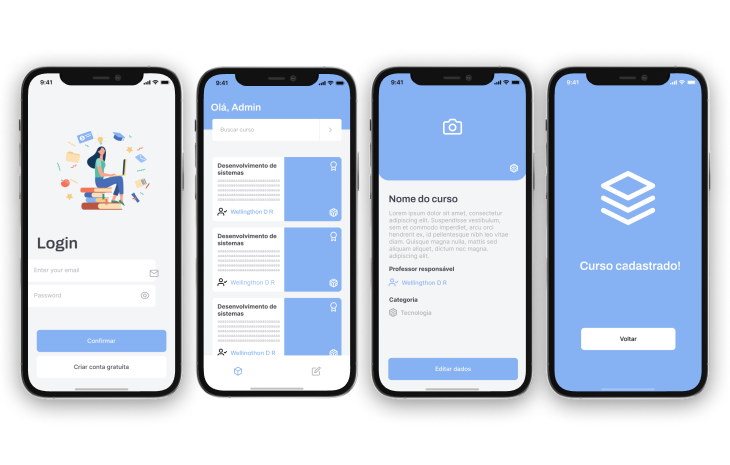 9:41
Login
Enter your email
Password
Confirmar
Criar conta gratuita
9:41
Olá, Admin
Buscar curso
Desenvolvimento de
sistemas
Wellingthon D R
Desenvolvimento de
sistemas
Wellingthon D R
Desenvolvimento de
sistemas
Wellingthon D R
9:41
Nome do curso
Lorem ipsum dolor sit amet, consectetur
adipiscing elit. Suspendisse vestibulum,
sem et commodo imperdiet, arcu orci
hendrerit ex, id pellentesque nibh leo vitae
diam. Quisque magna nulla, mattis sed
aliquam aliquet, dictum nec magna.
adipiscing elit.
Professor responsável
Wellingthon D R
Categoria
Tecnologia
Editar dados
9:41
Curso cadastrado!
Voltar